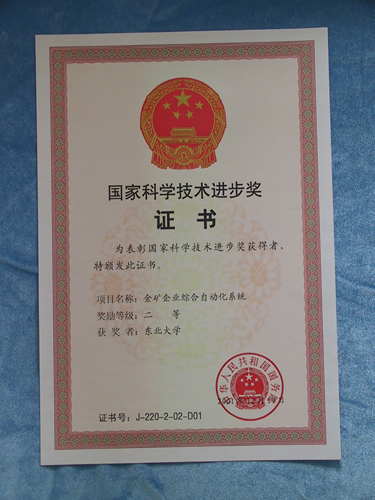 国家科学技术进步奖
证书
为表彰国家科学技术进步奖获得者，
特颁发此证书。
项目名称：金矿企业综合自动化系统
奖励等级：二 等
获 奖 者：东北大学
中华人民共和国国务院
证书号：J-220-2-02-D01